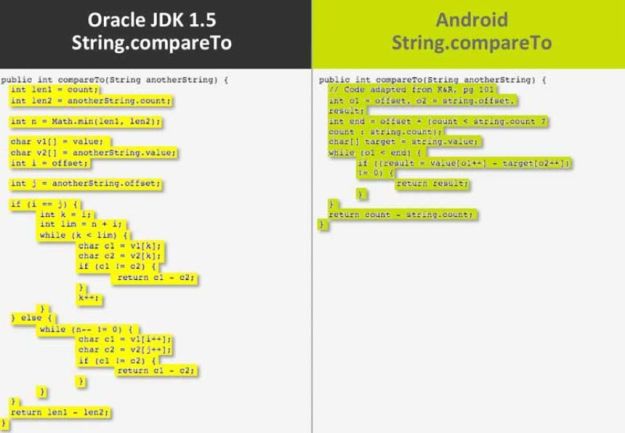 Oracle JDK 1.5
String.compareTo
public int compareTo(String anotherString) {
int len1 = count;
int len2 = anotherString.count;
int n = Math.min(len1, len2);
char v1[] = value;
char v2[] = anotherString.value;
int i = offset;
int j = anotherString.offset;
if (i == j) {
int k = i;
int lim = n + i;
while (k < lim) {
char c1 = v1[k];
char c2 = v2[k];
if (c1 != c2) {
return c1 - c2;
}
k++;
}
} else {
while (n-- != 0) {
char c1 = v1[i++];
char c2 = v2[j++];
if (c1 != c2) {
return c1 - c2;
}
}
}
return len1 - len2;
}
Android
String.compareTo
public int compareTo(String anotherString) {
// Code adapted from K&R, pg 101
int o1 = offset, o2 = string.offset,
result;
int end = offset + (count < string.count ?
count : string.count);
char[] target = string.value;
while (o1 < end) {
if ((result = value[o1++] - target[o2++])
!= 0) {
return result;
}
}
return count - string.count;
}